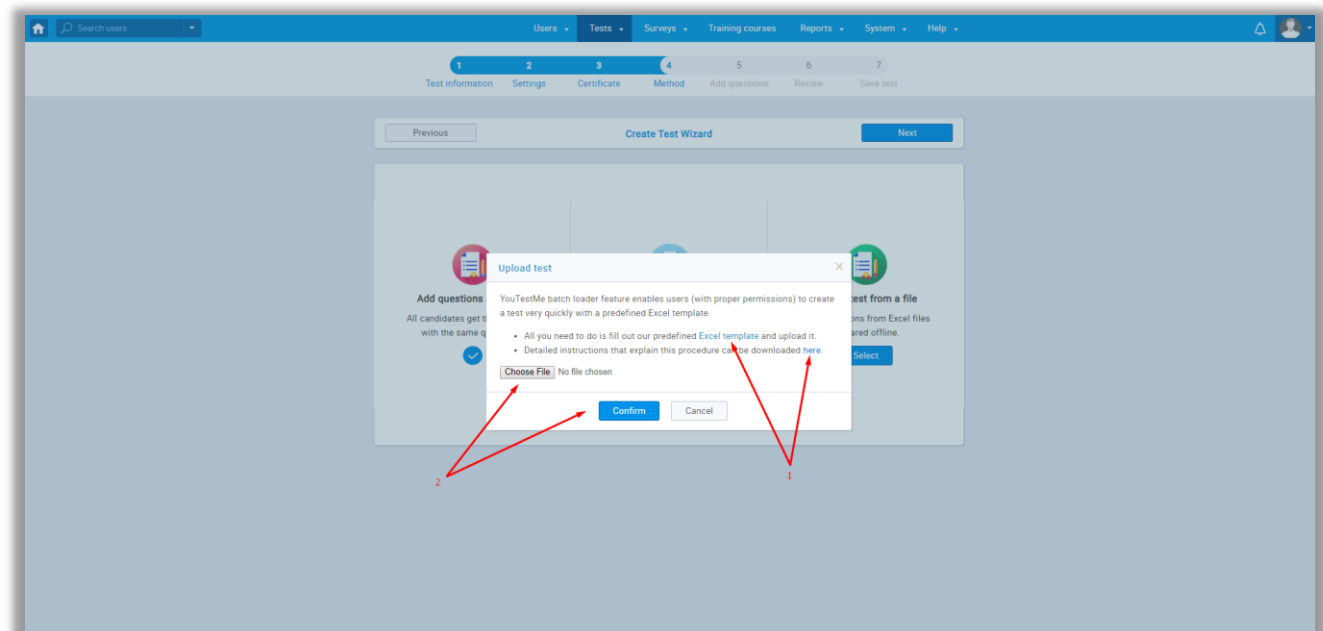 Search users
Users Tests Surveys Training courses Reports System Help
1 2 3 4 5 6 7
Test information Settings Certificate Method Add questions Review Save test
Previous Create Test Wizard Next
Upload test
YouTestMe batch loader feature enables users (with proper permissions) to create
a test very quickly with a predefined Excel template.
• All you need to do is fill out our predefined Excel template and upload it.
• Detailed instructions that explain this procedure can be downloaded here.
Choose File No file chosen
Confirm Cancel
Add questions
All candidates get
with the same
est from a file
from Excel files
offline.
Select
2
1